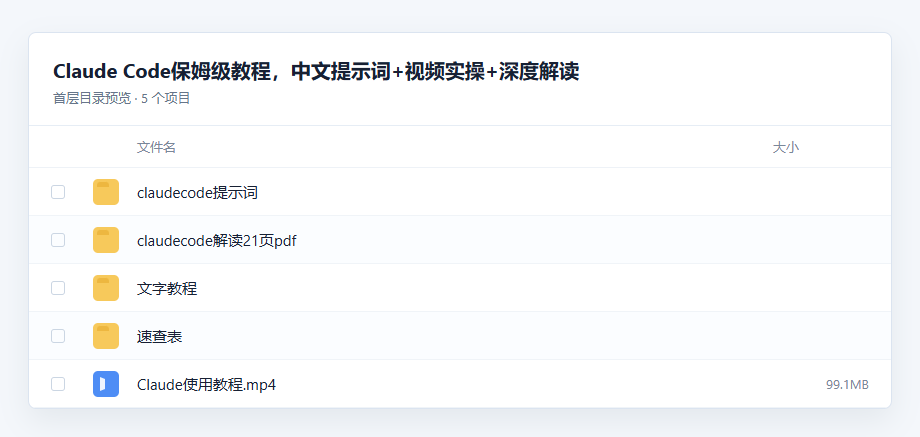 Claude Code保姆级教程，中文提示词+视频实操+深度解读
首层目录预览 · 5 个项目
文件名 大小
claudecode提示词
claudecode解读21页pdf
文字教程
速查表
Claude使用教程.mp4 99.1MB